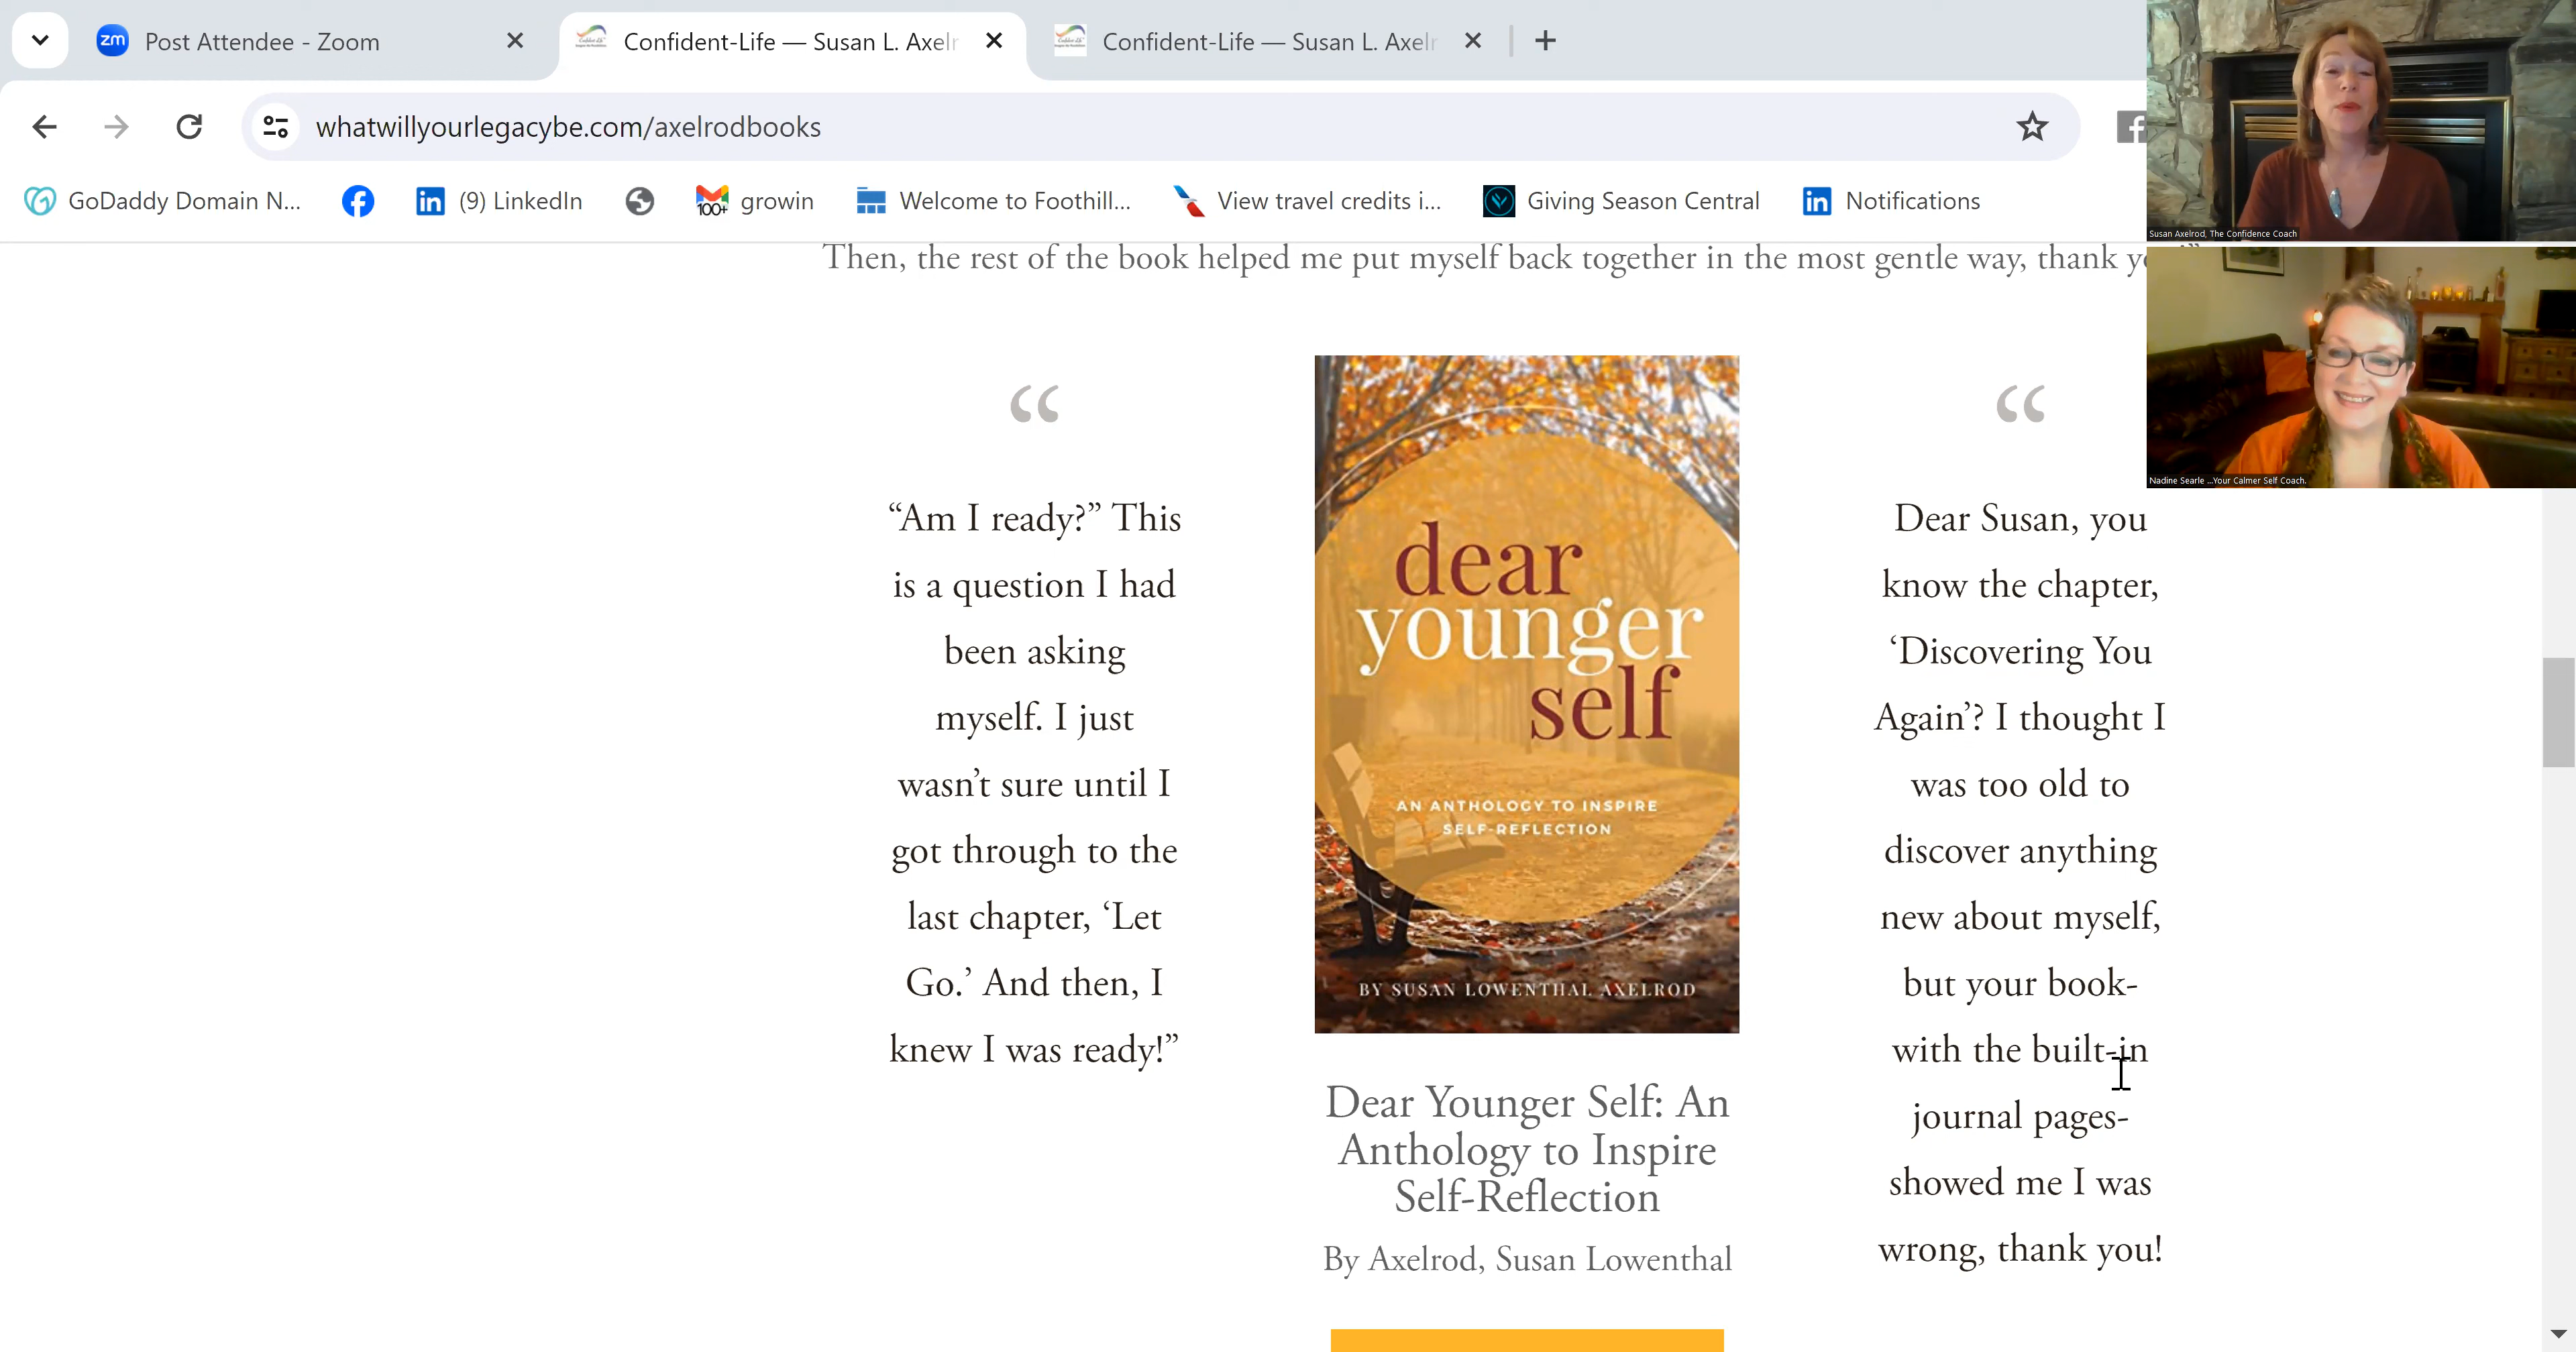 zm Post Attendee - Zoom
Confident-Life — Susan L. Axelr
Confident-Life — Susan L. Axelr
whatwillyourlegacybe.com/axelrodbooks
GoDaddy Domain N...
(9) LinkedIn
100+ growin
Welcome to Foothill...
View travel credits i...
Giving Season Central
Notifications
Susan Axelrod, The Confidence Coach
Nadine Searle ...Your Calmer Self Coach.
Then, the rest of the book helped me put myself back together in the most gentle way, thank
“
“Am I ready?” This
is a question I had
been asking
myself. I just
wasn’t sure until I
got through to the
last chapter, ‘Let
Go.’ And then, I
knew I was ready!”
dear
younger
self
AN ANTHOLOGY TO INSPIRE
SELF-REFLECTION
BY SUSAN LOWENTHAL AXELROD
Dear Younger Self: An
Anthology to Inspire
Self-Reflection
By Axelrod, Susan Lowenthal
“
Dear Susan, you
know the chapter,
‘Discovering You
Again’? I thought I
was too old to
discover anything
new about myself,
but your book-
with the built-in
journal pages-
showed me I was
wrong, thank you!